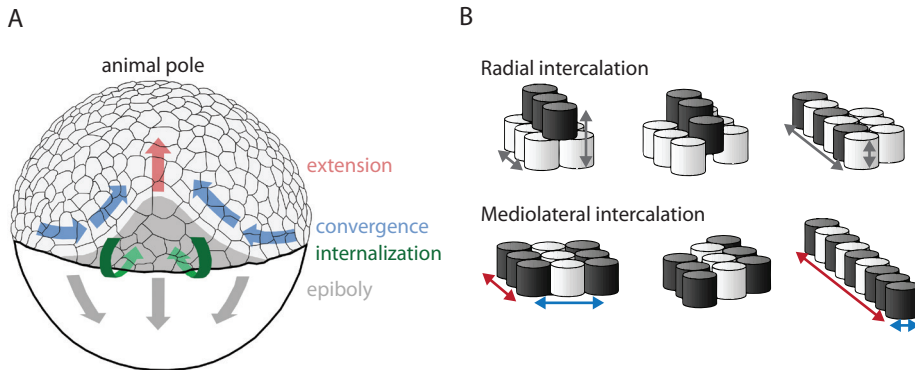 A
animal pole
extension
convergence
internalization
epiboly
B
Radial intercalation
Mediolateral intercalation